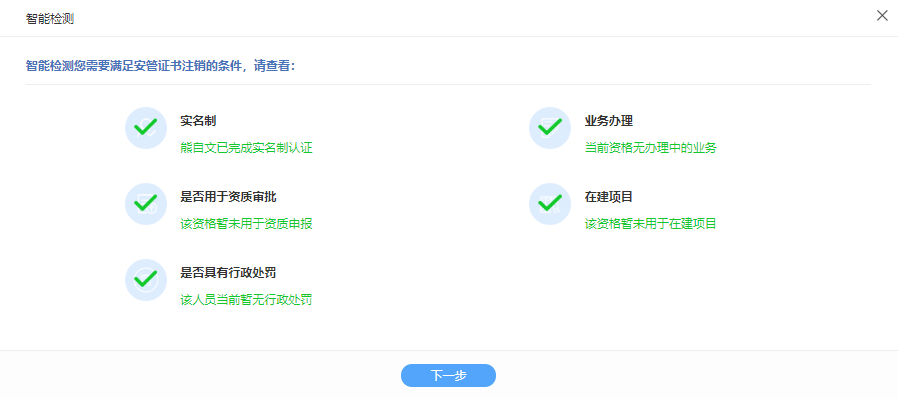 智能检测
智能检测您需要满足安管证书注销的条件，请查看：
实名制
熊自文已完成实名制认证
业务办理
当前资格无办理中的业务
是否用于资质审批
该资格暂未用于资质申报
在建项目
该资格暂未用于在建项目
是否具有行政处罚
该人员当前暂无行政处罚
下一步